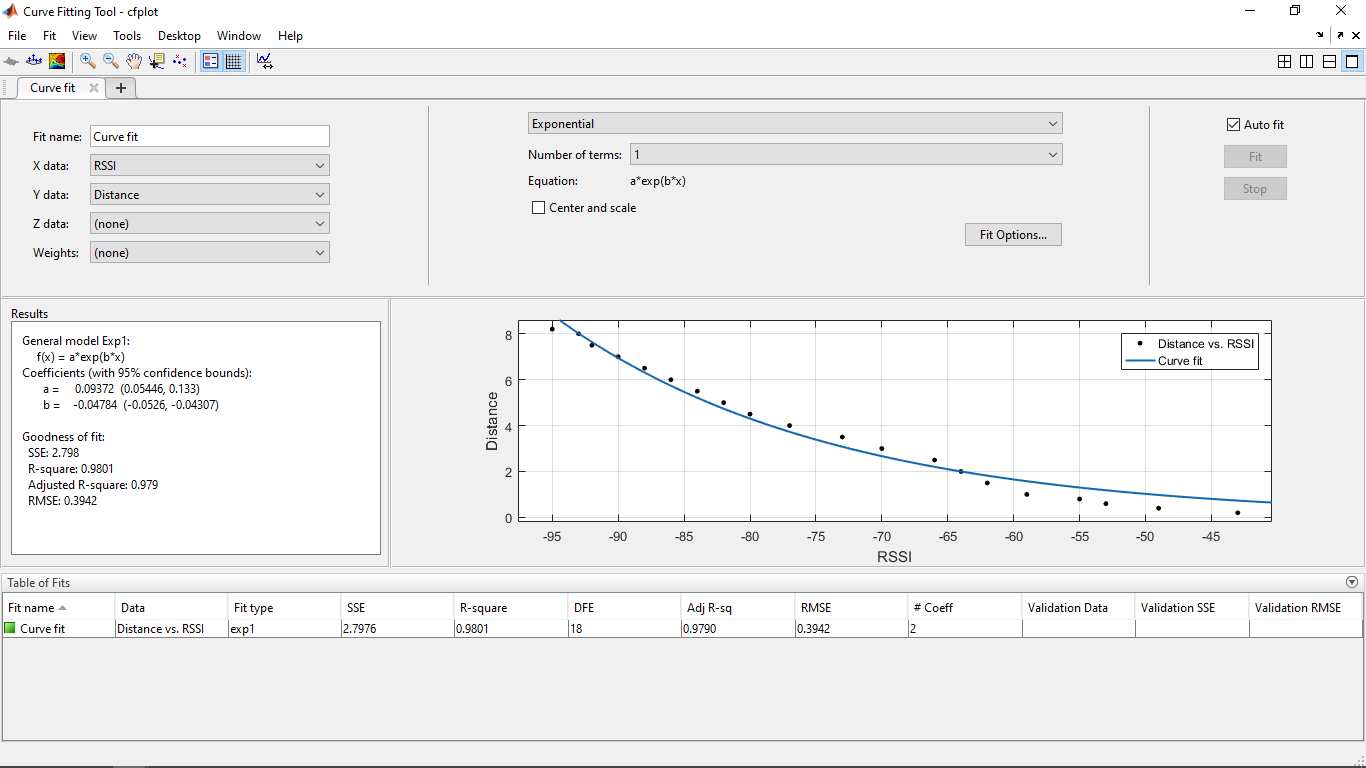 Curve Fitting Tool - cfplot
File Fit View Tools Desktop Window Help
Curve fit
Fit name: Curve fit
X data: RSSI
Y data: Distance
Z data: (none)
Weights: (none)
Exponential
Number of terms: 1
Equation: a*exp(b*x)
Center and scale
Fit Options...
Auto fit
Fit
Stop
Results
General model Exp1:
f(x) = a*exp(b*x)
Coefficients (with 95% confidence bounds):
a = 0.09372 (0.05446, 0.133)
b = -0.04784 (-0.0526, -0.04307)
Goodness of fit:
SSE: 2.798
R-square: 0.9801
Adjusted R-square: 0.979
RMSE: 0.3942
Distance vs. RSSI
Curve fit
Distance
8
6
4
2
0
-95 -90 -85 -80 -75 -70 -65 -60 -55 -50 -45
RSSI
Table of Fits
Fit name Data Fit type SSE R-square DFE Adj R-sq RMSE # Coeff Validation Data Validation SSE Validation RMSE
Curve fit Distance vs. RSSI exp1 2.7976 0.9801 18 0.9790 0.3942 2